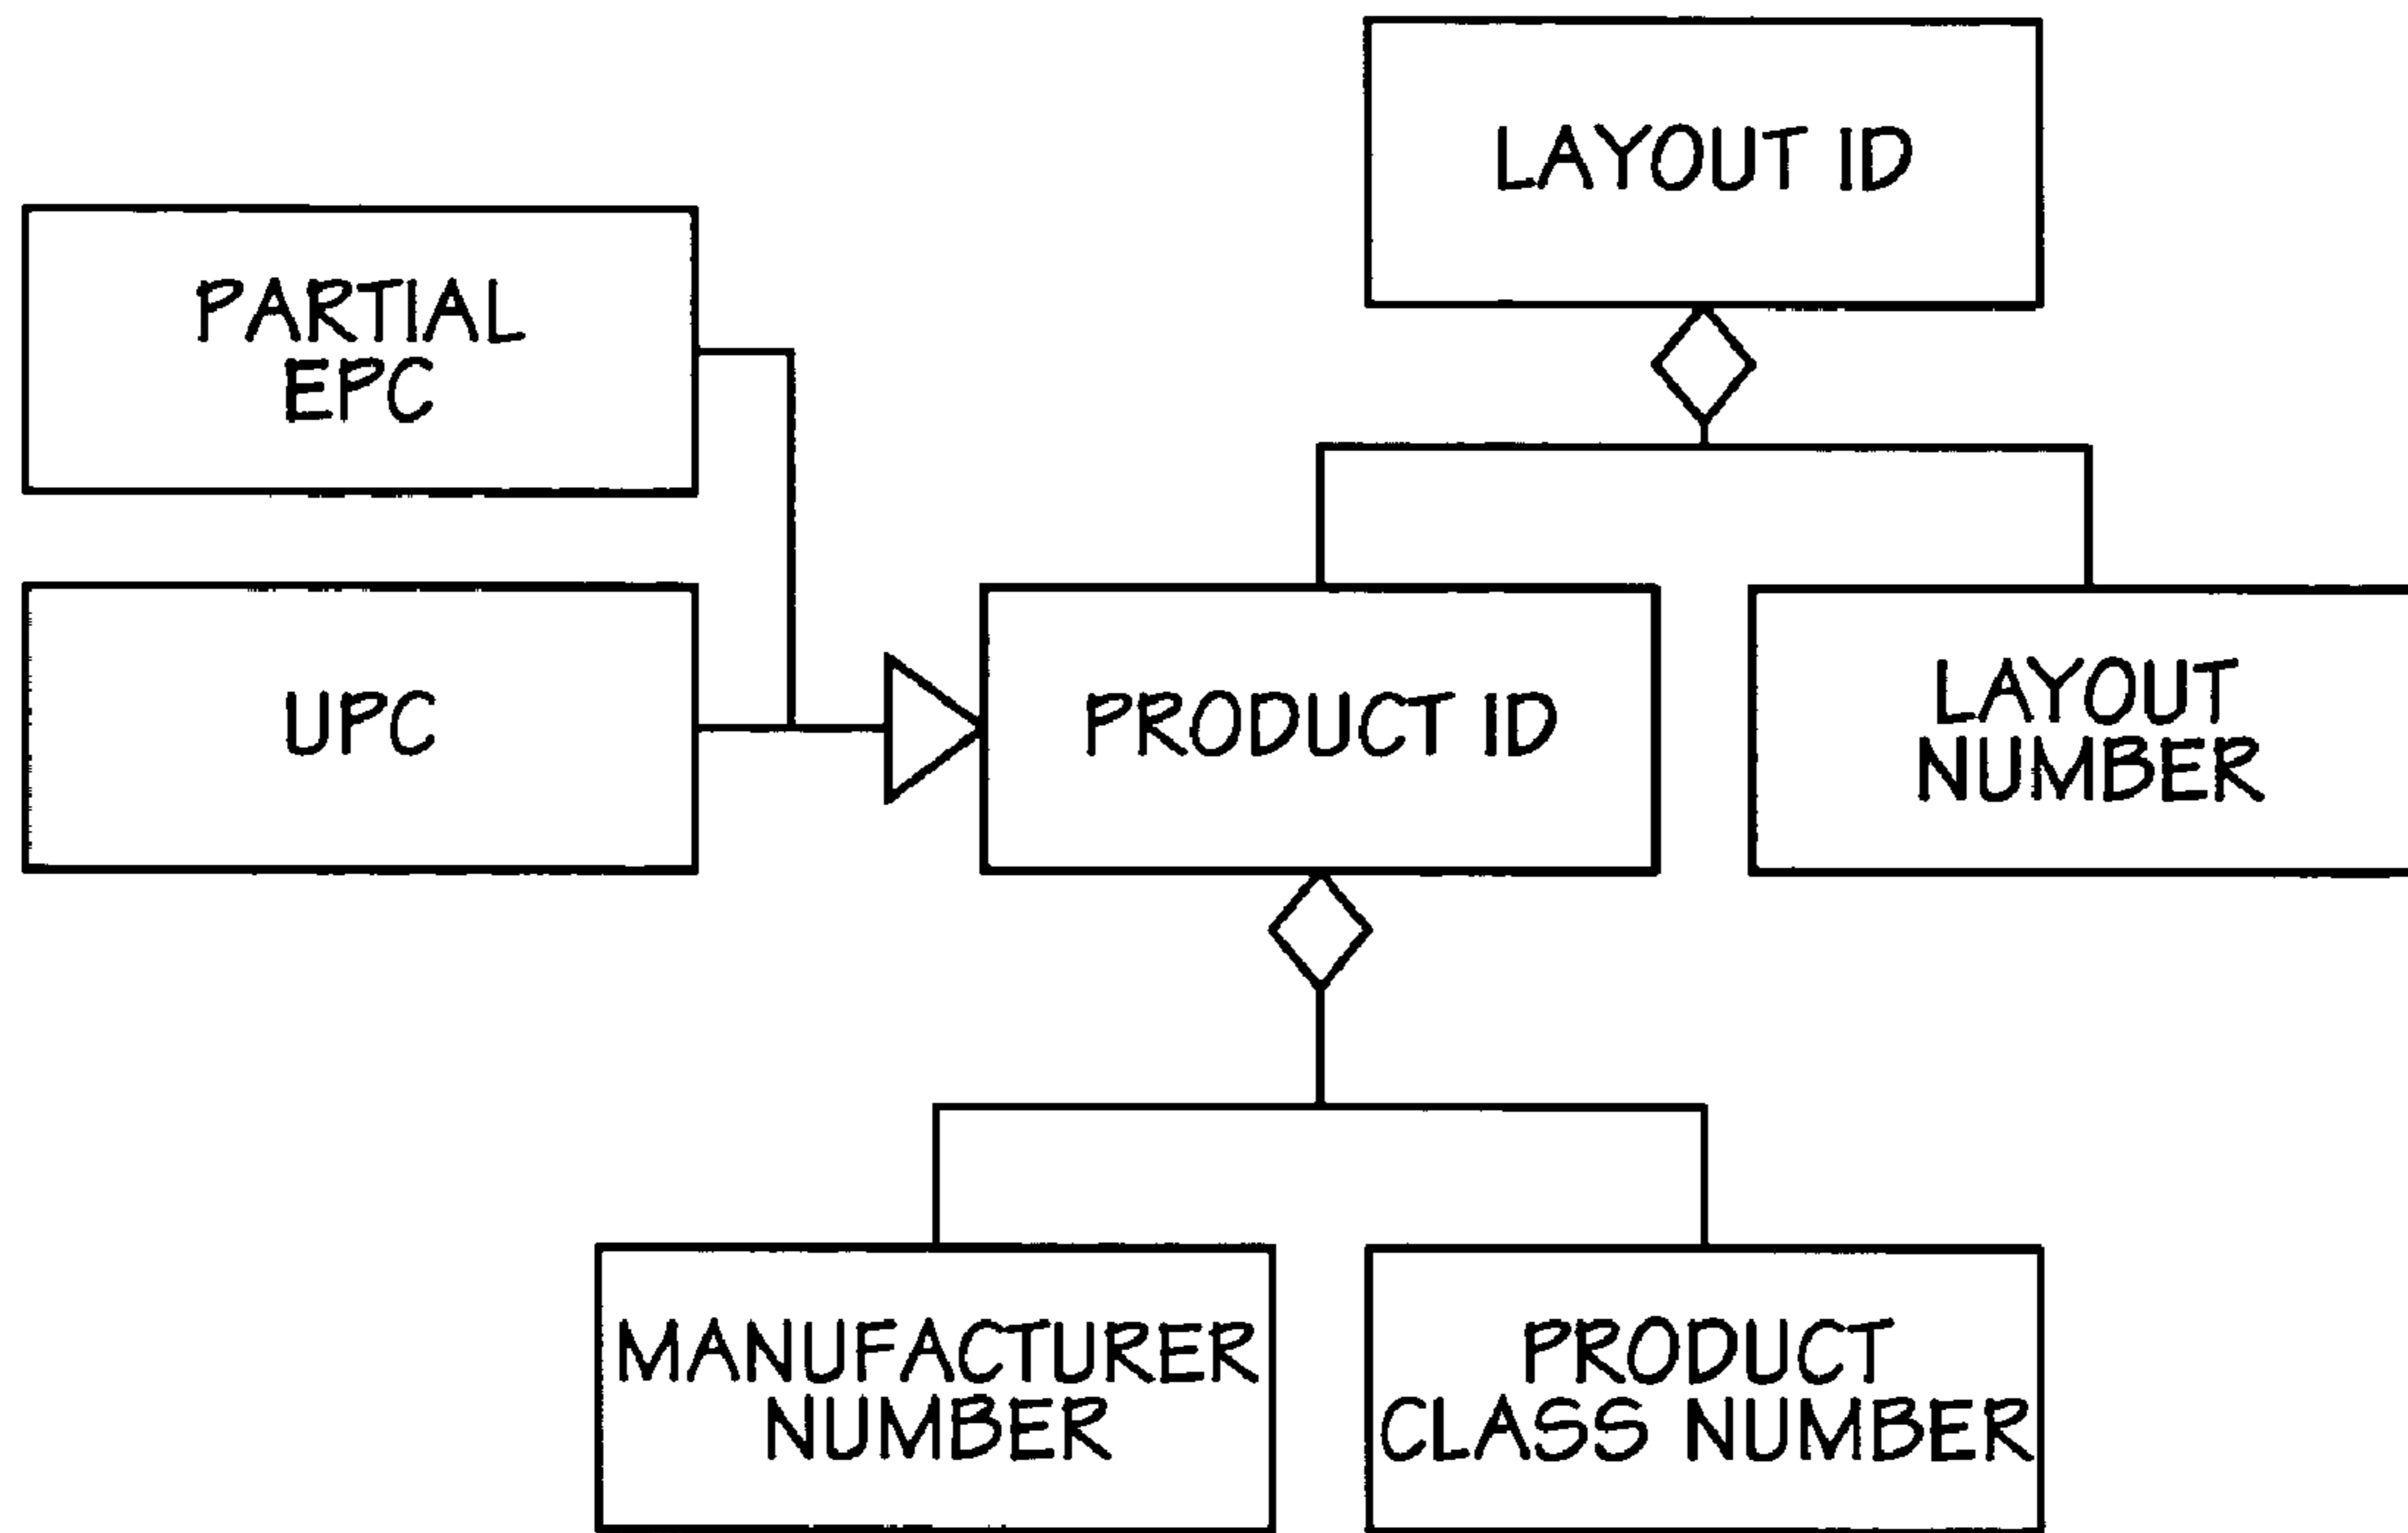 LAYOUT ID
PARTIAL
EPC
UPC
PRODUCT ID
LAYOUT
NUMBER
MANUFACTURER
NUMBER
PRODUCT
CLASS NUMBER